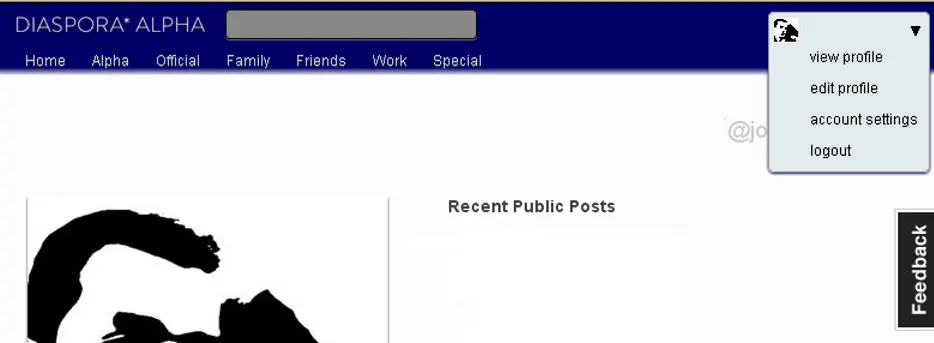 DIASPORA* ALPHA
Home Alpha Official Family Friends Work Special
view profile
edit profile
account settings
logout
@jo
Recent Public Posts
Feedback